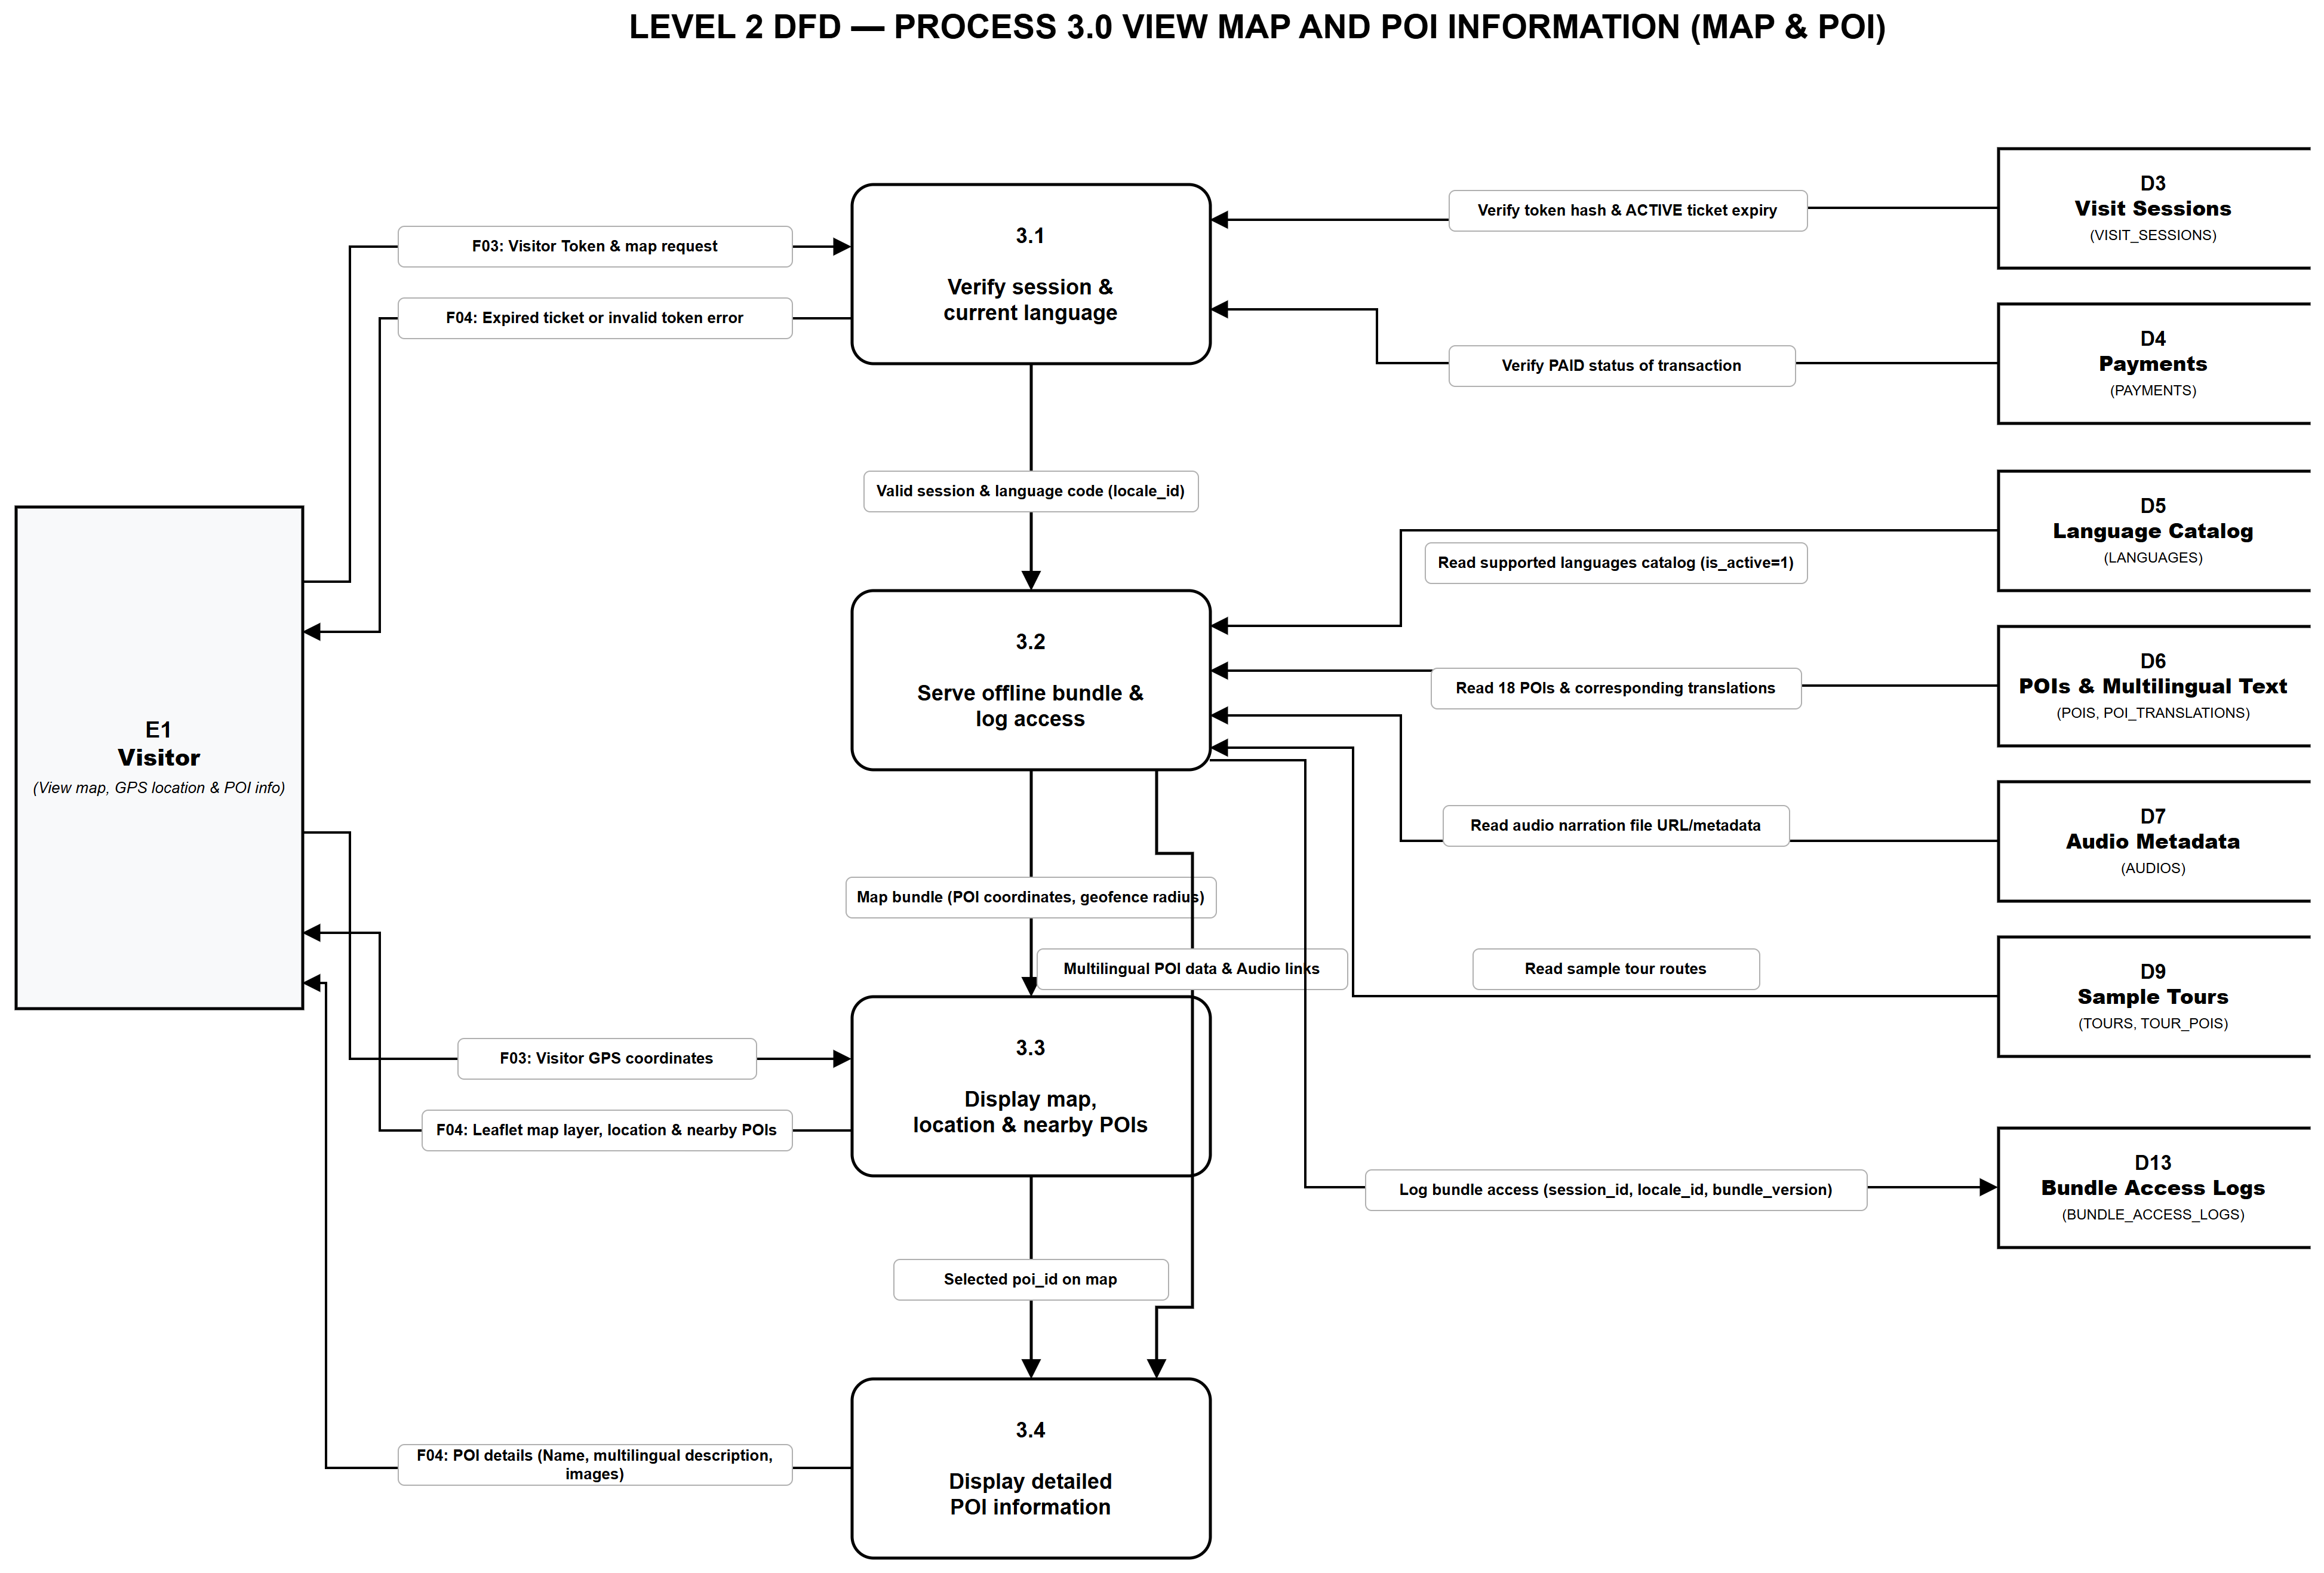 LEVEL 2 DFD — PROCESS 3.0 VIEW MAP AND POI INFORMATION (MAP & POI)
E1
Visitor
(View map, GPS location & POI info)
F03: Visitor Token & map request
F04: Expired ticket or invalid token error
3.1
Verify session &
current language
Verify token hash & ACTIVE ticket expiry
Verify PAID status of transaction
D3
Visit Sessions
(VISIT_SESSIONS)
D4
Payments
(PAYMENTS)
Valid session & language code (locale_id)
3.2
Serve offline bundle &
log access
Read supported languages catalog (is_active=1)
Read 18 POIs & corresponding translations
Read audio narration file URL/metadata
Read sample tour routes
Log bundle access (session_id, locale_id, bundle_version)
D5
Language Catalog
(LANGUAGES)
D6
POIs & Multilingual Text
(POIS, POI_TRANSLATIONS)
D7
Audio Metadata
(AUDIOS)
D9
Sample Tours
(TOURS, TOUR_POIS)
D13
Bundle Access Logs
(BUNDLE_ACCESS_LOGS)
Map bundle (POI coordinates, geofence radius)
Multilingual POI data & Audio links
F03: Visitor GPS coordinates
F04: Leaflet map layer, location & nearby POIs
3.3
Display map,
location & nearby POIs
Selected poi_id on map
F04: POI details (Name, multilingual description,
images)
3.4
Display detailed
POI information